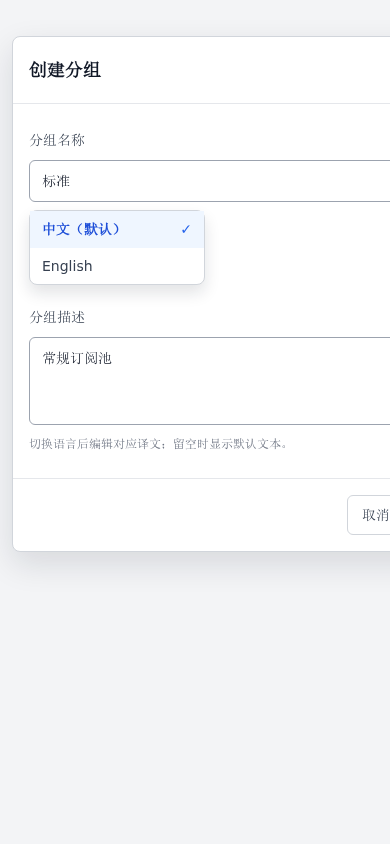 创建分组
分组名称
标准
中文（默认） ✓
English
分组描述
常规订阅池
切换语言后编辑对应译文；留空时显示默认文本。
取消